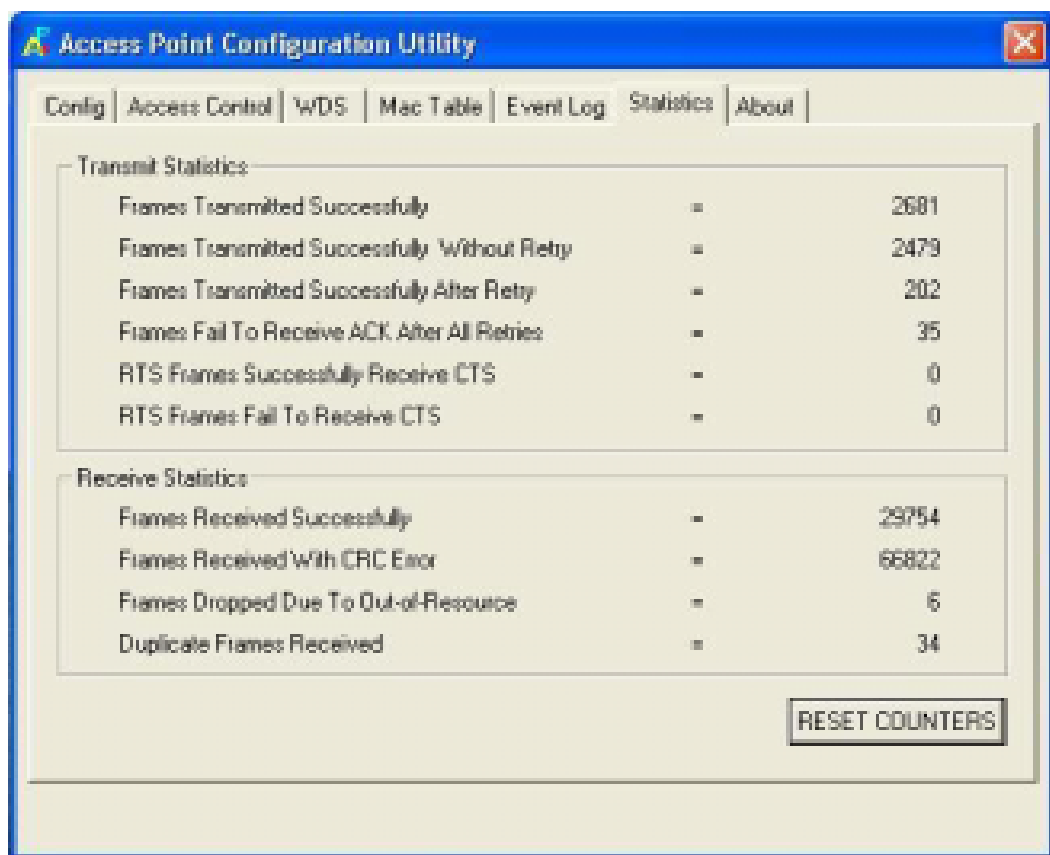 Access Point Configuration Utility
Config Access Control WDS Mac Table Event Log Statistics About
Transmit Statistics
Frames Transmitted Successfully = 2681
Frames Transmitted Successfully Without Retry = 2479
Frames Transmitted Successfully After Retry = 202
Frames Fail To Receive ACK After All Retries = 35
RTS Frames Successfully Receive CTS = 0
RTS Frames Fail To Receive CTS = 0
Receive Statistics
Frames Received Successfully = 29754
Frames Received With CRC Error = 66822
Frames Dropped Due To Out-of-Resource = 6
Duplicate Frames Received = 34
RESET COUNTERS